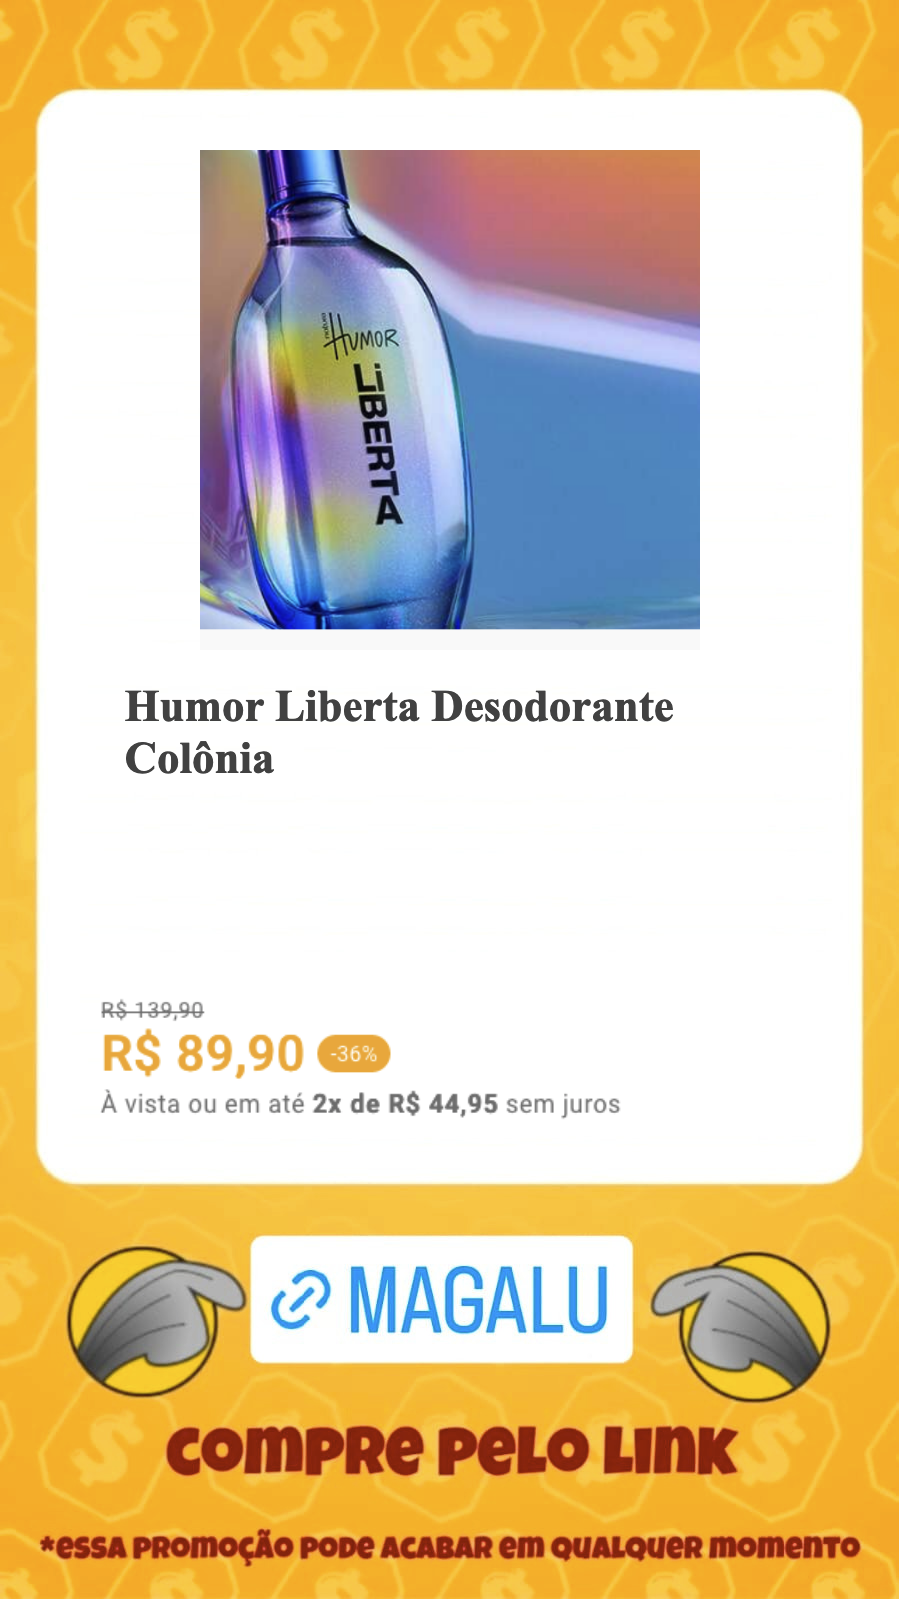 natura
HUMOR
LiBERTA
Humor Liberta Desodorante
Colônia
R$ 139,90
R$ 89,90 -36%
À vista ou em até 2x de R$ 44,95 sem juros
MAGALU
COMPRE PELO LINK
*ESSA PROMOÇÃO PODE ACABAR EM QUALQUER MOMENTO